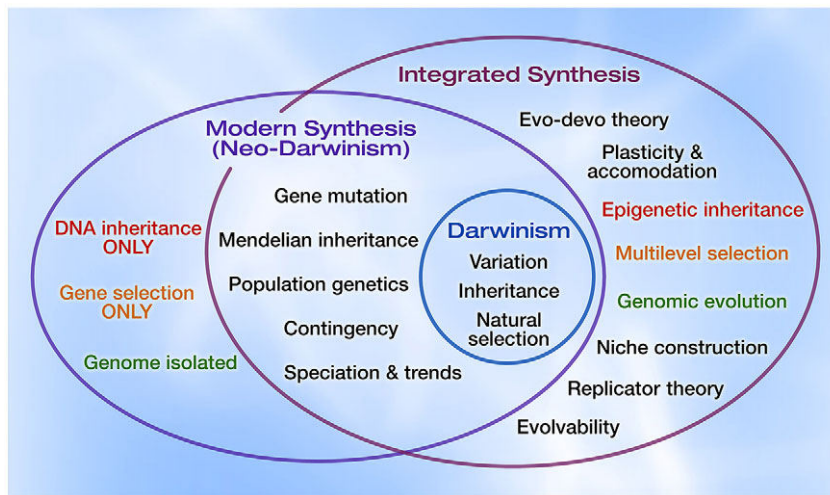 Integrated Synthesis
Modern Synthesis
(Neo-Darwinism)
DNA inheritance
ONLY
Gene selection
ONLY
Genome isolated
Gene mutation
Mendelian inheritance
Population genetics
Contingency
Speciation & trends
Darwinism
Variation
Inheritance
Natural
selection
Evo-devo theory
Plasticity &
accomodation
Epigenetic inheritance
Multilevel selection
Genomic evolution
Niche construction
Replicator theory
Evolvability